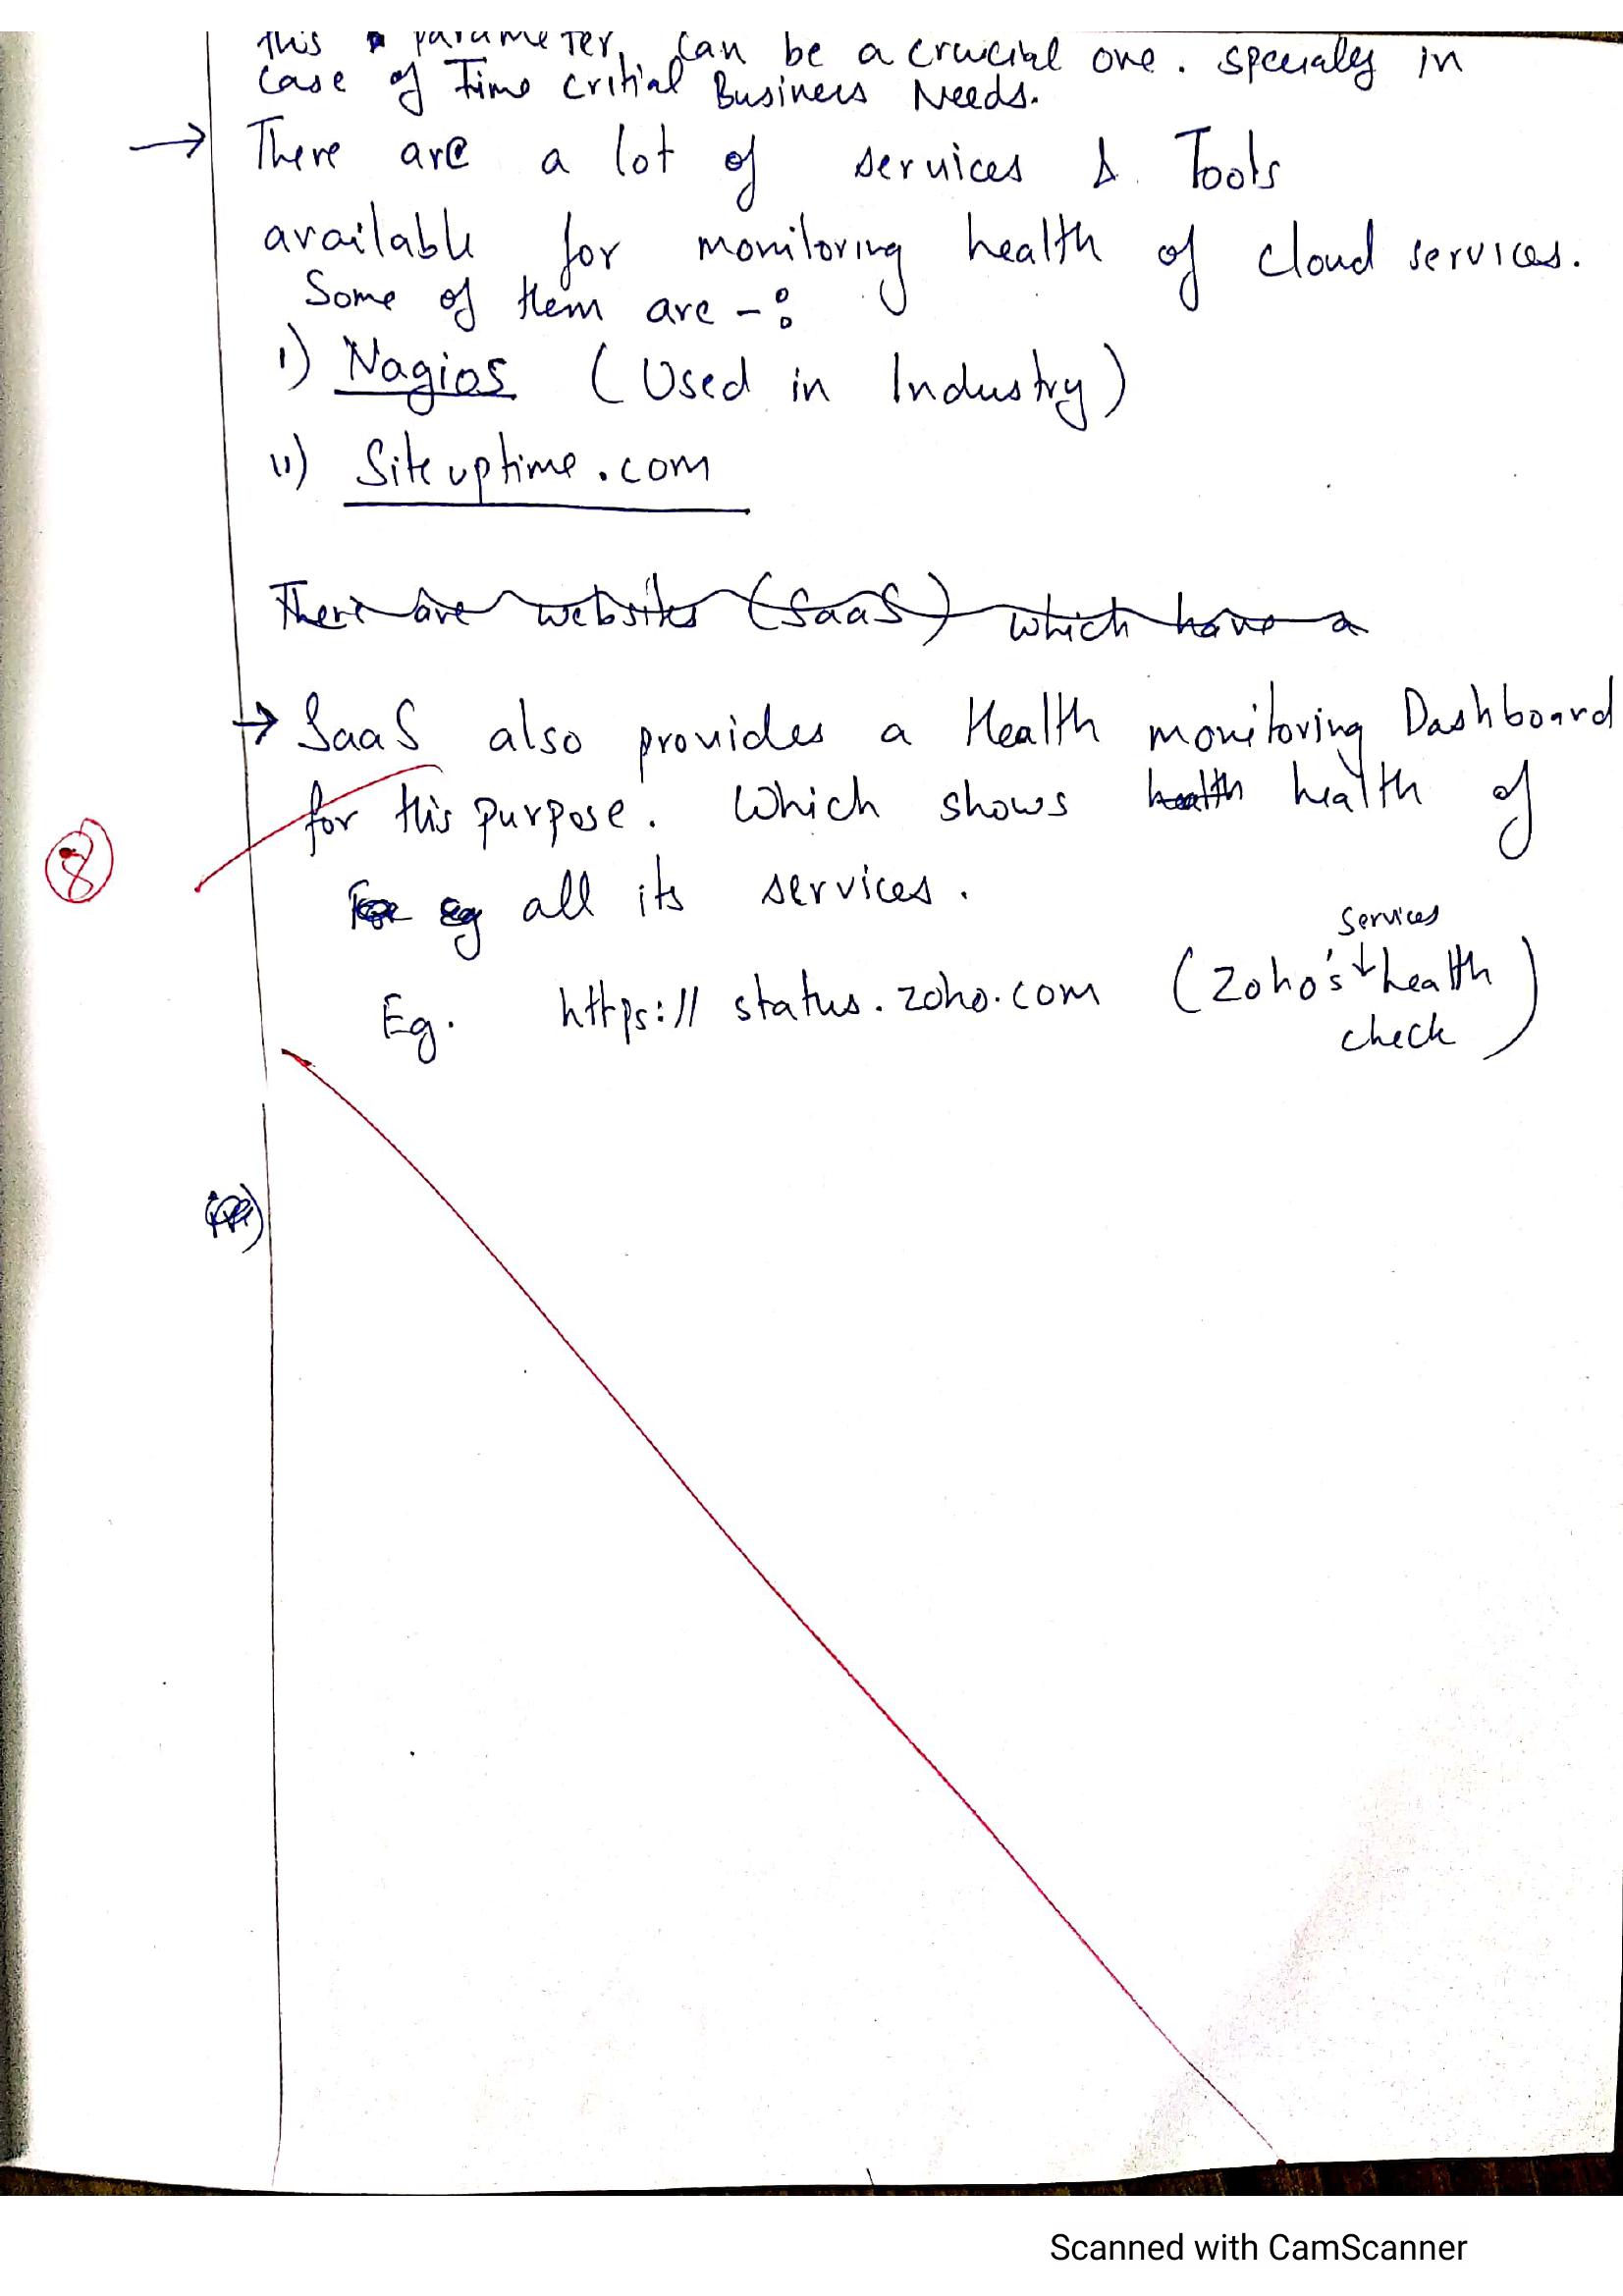 this parameter, can be a crucial one. specialy in
case of Time critial Business Needs.
→ There are a lot of services & Tools
available for monitoring health of cloud services.
Some of them are -:
i) Nagios (Used in Industry)
ii) Siteuptime.com
There are websites (SaaS) which have a
→ SaaS also provides a Health monitoring Dashboard
for this purpose. Which shows health health of
8
For eg all its services.
Services
Eg. https://status.zoho.com (Zoho's ↓ health
check)
Scanned with CamScanner